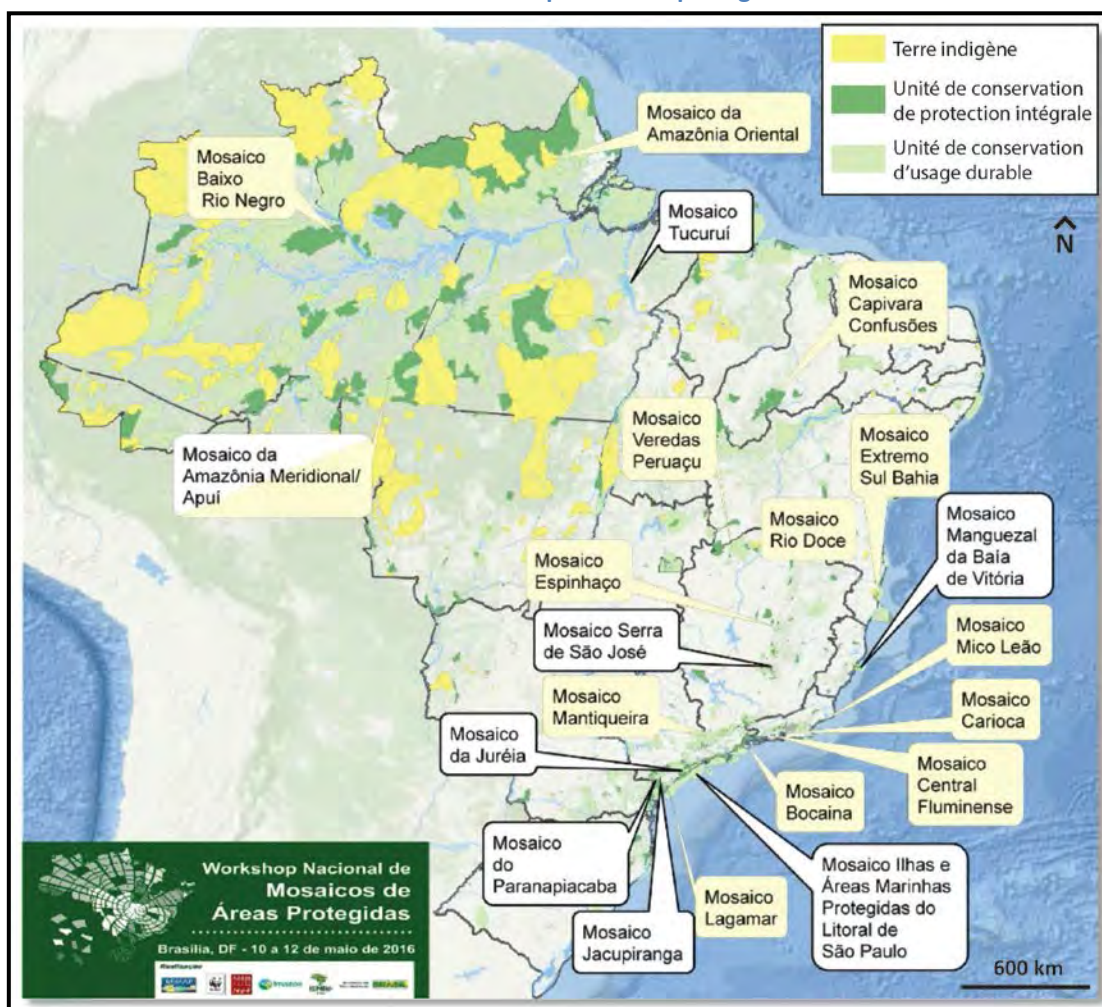 Terre indigène
Unité de conservation
de protection intégrale
Unité de conservation
d'usage durable
N
Mosaico da
Amazônia Oriental
Mosaico
Baixo
Rio Negro
Mosaico
Tucuruí
Mosaico
Capivara
Confusões
Mosaico
Veredas
Peruaçu
Mosaico
Extremo
Sul Bahia
Mosaico da
Amazônia Meridional/
Apuí
Mosaico
Rio Doce
Mosaico
Manguezal
da Baía
de Vitória
Mosaico
Espinhaço
Mosaico Serra
de São José
Mosaico
Mico Leão
Mosaico
Mantiqueira
Mosaico
Carioca
Mosaico
da Juréia
Mosaico
Central
Fluminense
Mosaico
Bocaina
Mosaico
do
Paranapiacaba
Mosaico Ilhas e
Áreas Marinhas
Protegidas do
Litoral de
São Paulo
Mosaico
Lagamar
Mosaico
Jacupiranga
600 km
Workshop Nacional de
Mosaicos de
Áreas Protegidas
Brasília, DF - 10 a 12 de maio de 2016
Realização
WWF